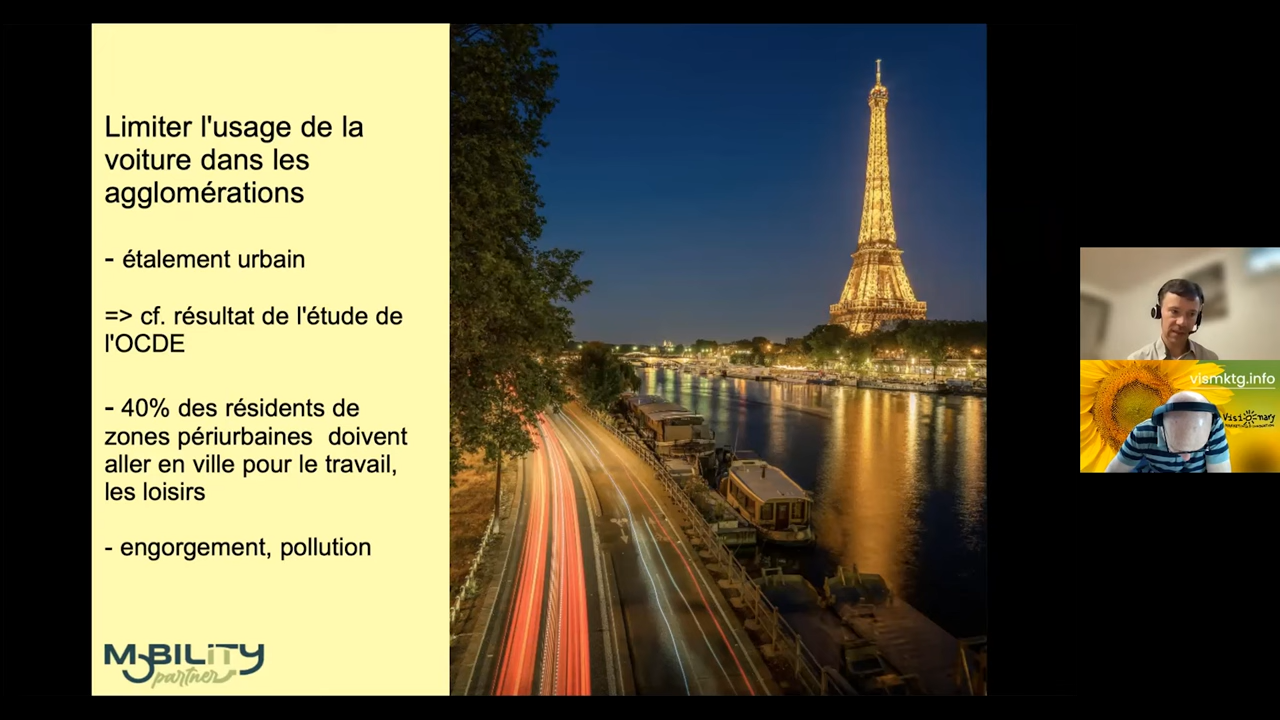 Limiter l'usage de la
voiture dans les
agglomérations
- étalement urbain
=> cf. résultat de l'étude de
l'OCDE
- 40% des résidents de
zones périurbaines  doivent
aller en ville pour le travail,
les loisirs
- engorgement, pollution
MOBILITY
partner
vismktg.info
Visionary